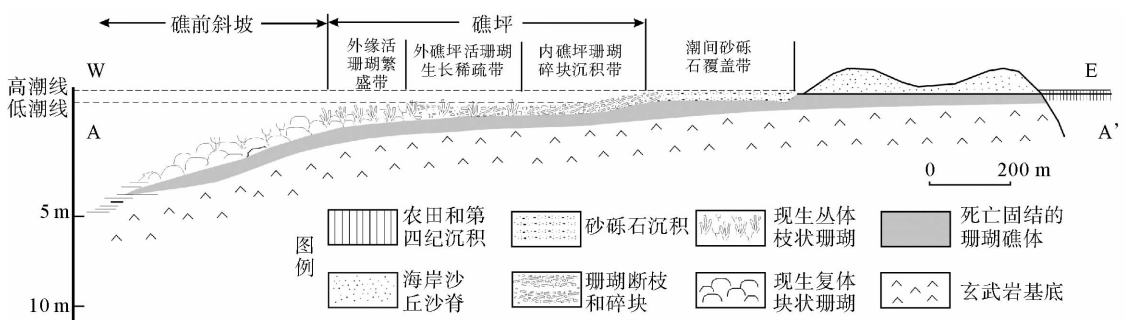 礁前斜坡
礁坪
外缘活
珊瑚繁
盛带
外礁坪活珊瑚
生长稀疏带
内礁坪珊瑚
碎块沉积带
潮间砂砾
石覆盖带
W
E
高潮线
低潮线
A
A’
0
200 m
5 m
10 m
图
例
农田和第
四纪沉积
砂砾石沉积
现生丛体
枝状珊瑚
死亡固结的
珊瑚礁体
海岸沙
丘沙脊
珊瑚断枝
和碎块
现生复体
块状珊瑚
玄武岩基底